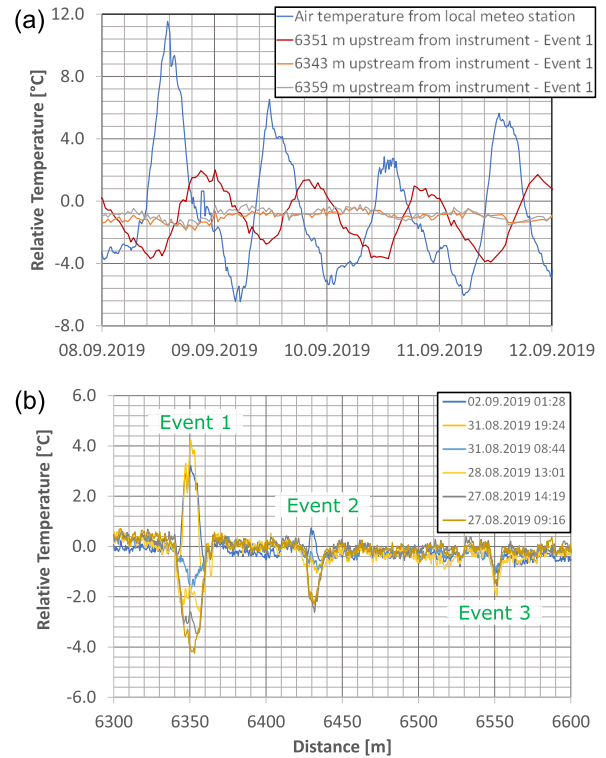 (a)
Air temperature from local meteo station
6351 m upstream from instrument - Event 1
6343 m upstream from instrument - Event 1
6359 m upstream from instrument - Event 1
Relative Temperature [°C]
12.0
8.0
4.0
0.0
-4.0
-8.0
08.09.2019 09.09.2019 10.09.2019 11.09.2019 12.09.2019
(b)
Relative Temperature [°C]
6.0
4.0
2.0
0.0
-2.0
-4.0
-6.0
Event 1
Event 2
Event 3
02.09.2019 01:28
31.08.2019 19:24
31.08.2019 08:44
28.08.2019 13:01
27.08.2019 14:19
27.08.2019 09:16
6300 6350 6400 6450 6500 6550 6600
Distance [m]